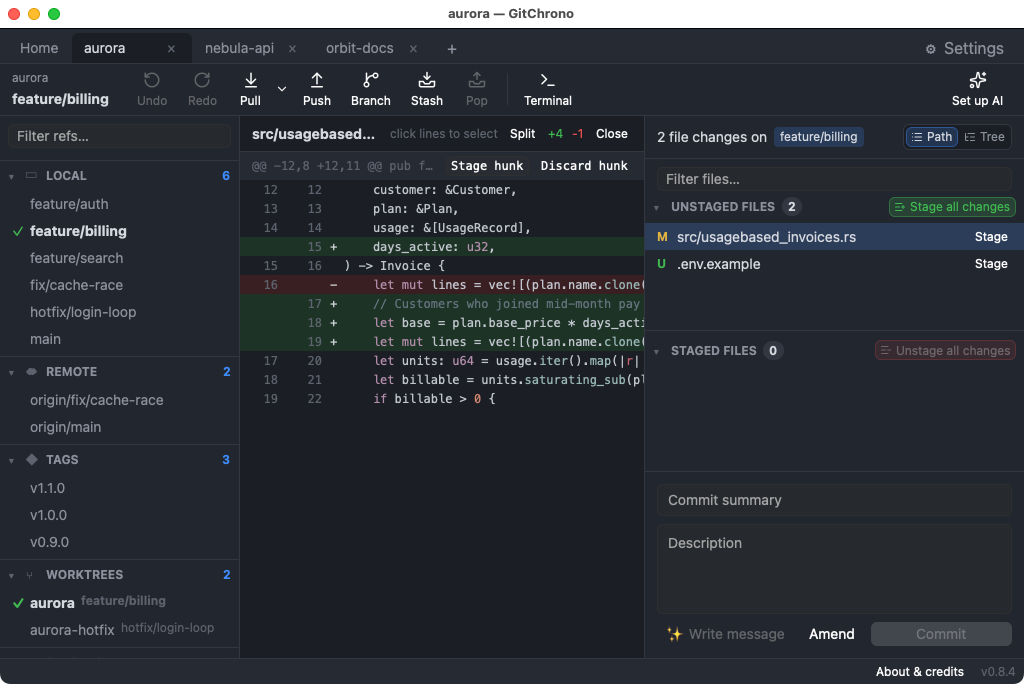 aurora — GitChrono
Home aurora × nebula-api × orbit-docs × + Settings
aurora
feature/billing
Undo Redo Pull Push Branch Stash Pop Terminal Set up AI
Filter refs...
LOCAL 6
feature/auth
feature/billing
feature/search
fix/cache-race
hotfix/login-loop
main
REMOTE 2
origin/fix/cache-race
origin/main
TAGS 3
v1.1.0
v1.0.0
v0.9.0
WORKTREES 2
aurora feature/billing
aurora-hotfix hotfix/login-loop
src/usagebased... click lines to select Split +4 -1 Close
@@ -12,8 +12,11 @@ pub f... Stage hunk Discard hunk
12 12 customer: &Customer,
13 13 plan: &Plan,
14 14 usage: &[UsageRecord],
15 + days_active: u32,
15 16 ) -> Invoice {
16 - let mut lines = vec![(plan.name.clone(
17 + // Customers who joined mid-month pay
18 + let base = plan.base_price * days_acti
19 + let mut lines = vec![(plan.name.clone(
17 20 let units: u64 = usage.iter().map(|r|
18 21 let billable = units.saturating_sub(pl
19 22 if billable > 0 {
2 file changes on feature/billing Path Tree
Filter files...
UNSTAGED FILES 2 Stage all changes
M src/usagebased_invoices.rs Stage
U .env.example Stage
STAGED FILES 0 Unstage all changes
Commit summary
Description
Write message Amend Commit
About & credits v0.8.4